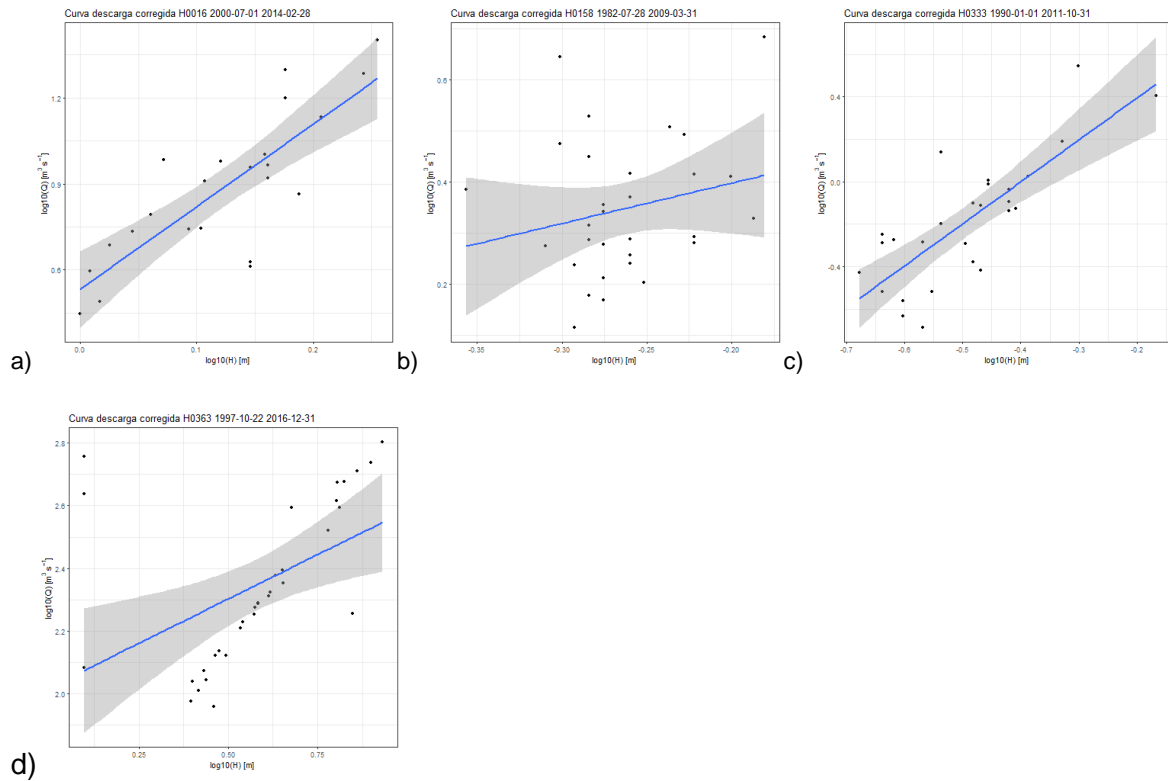 Curva descarga corregida H0016 2000-07-01 2014-02-28
log10(Q) [m³ s⁻¹]
1.2
0.9
0.6
0.0
0.1
0.2
log10(H) [m]
a)
Curva descarga corregida H0158 1982-07-28 2009-03-31
log10(Q) [m³ s⁻¹]
0.6
0.4
0.2
-0.35
-0.30
-0.25
-0.20
log10(H) [m]
b)
Curva descarga corregida H0333 1990-01-01 2011-10-31
log10(Q) [m³ s⁻¹]
0.4
0.0
-0.4
-0.7
-0.6
-0.5
-0.4
-0.3
-0.2
log10(H) [m]
c)
Curva descarga corregida H0363 1997-10-22 2016-12-31
log10(Q) [m³ s⁻¹]
2.8
2.6
2.4
2.2
2.0
0.25
0.50
0.75
log10(H) [m]
d)